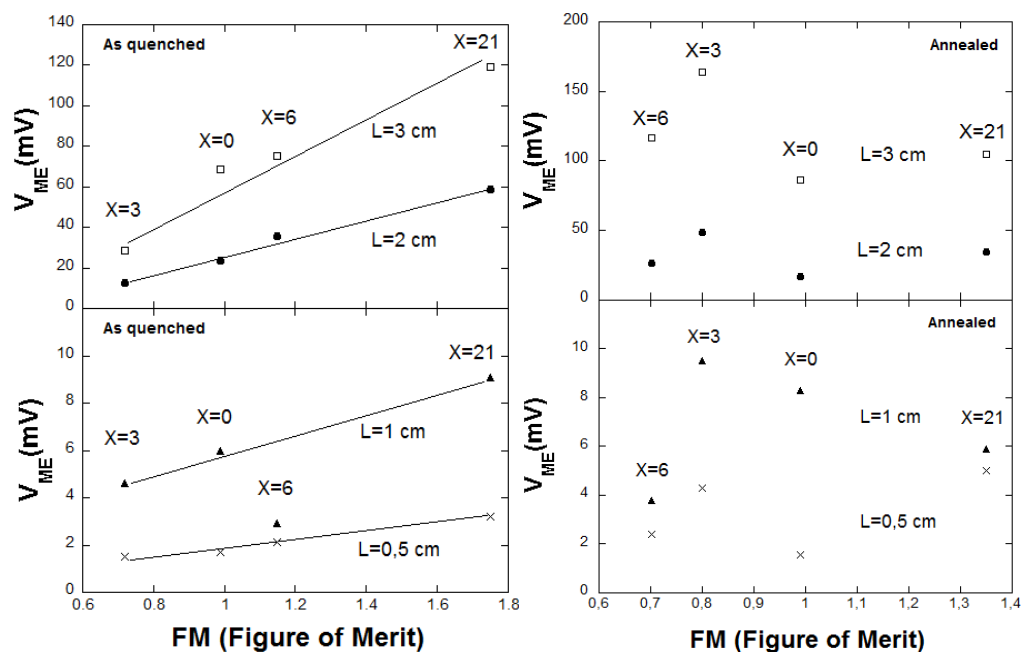 As quenched
140
120
100
80
60
40
20
0
V_ME(mV)
X=3
X=0
X=6
X=21
L=3 cm
L=2 cm
Annealed
200
150
100
50
0
V_ME(mV)
X=6
X=3
X=0
X=21
L=3 cm
L=2 cm
As quenched
10
8
6
4
2
0
V_ME(mV)
X=3
X=0
X=6
X=21
L=1 cm
L=0,5 cm
0.6 0.8 1 1.2 1.4 1.6 1.8
FM (Figure of Merit)
Annealed
10
8
6
4
2
0
V_ME(mV)
X=6
X=3
X=0
X=21
L=1 cm
L=0,5 cm
0,6 0,7 0,8 0,9 1 1,1 1,2 1,3 1,4
FM (Figure of Merit)